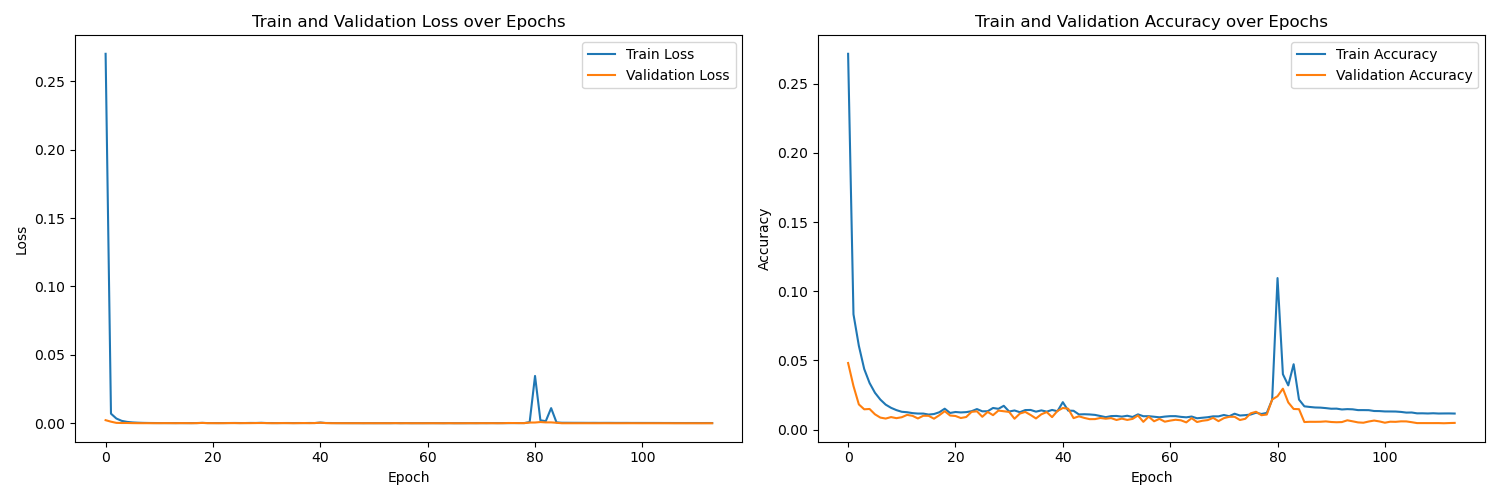 Train and Validation Loss over Epochs
Train Loss
Validation Loss
0.25
0.20
0.15
0.10
0.05
0.00
Loss
0 20 40 60 80 100
Epoch
Train and Validation Accuracy over Epochs
Train Accuracy
Validation Accuracy
0.25
0.20
0.15
0.10
0.05
0.00
Accuracy
0 20 40 60 80 100
Epoch